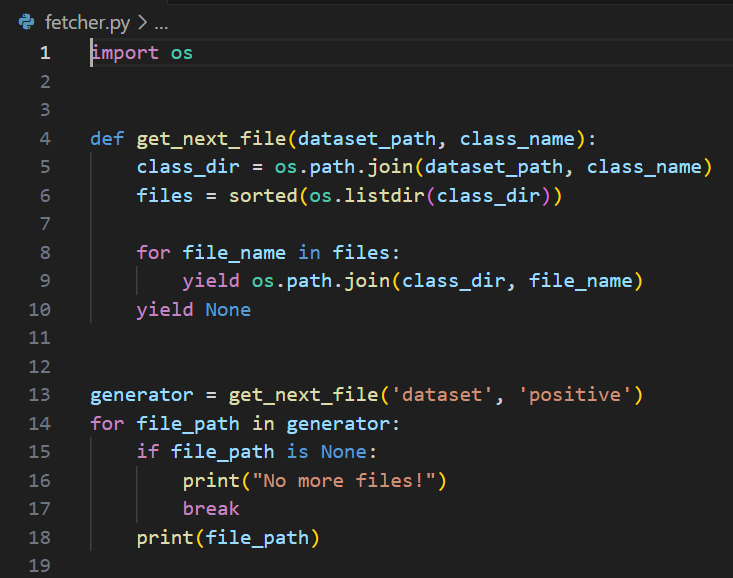 fetcher.py > ...
1 import os
2
3
4 def get_next_file(dataset_path, class_name):
5     class_dir = os.path.join(dataset_path, class_name)
6     files = sorted(os.listdir(class_dir))
7
8     for file_name in files:
9         yield os.path.join(class_dir, file_name)
10     yield None
11
12
13 generator = get_next_file('dataset', 'positive')
14 for file_path in generator:
15     if file_path is None:
16         print("No more files!")
17         break
18     print(file_path)
19